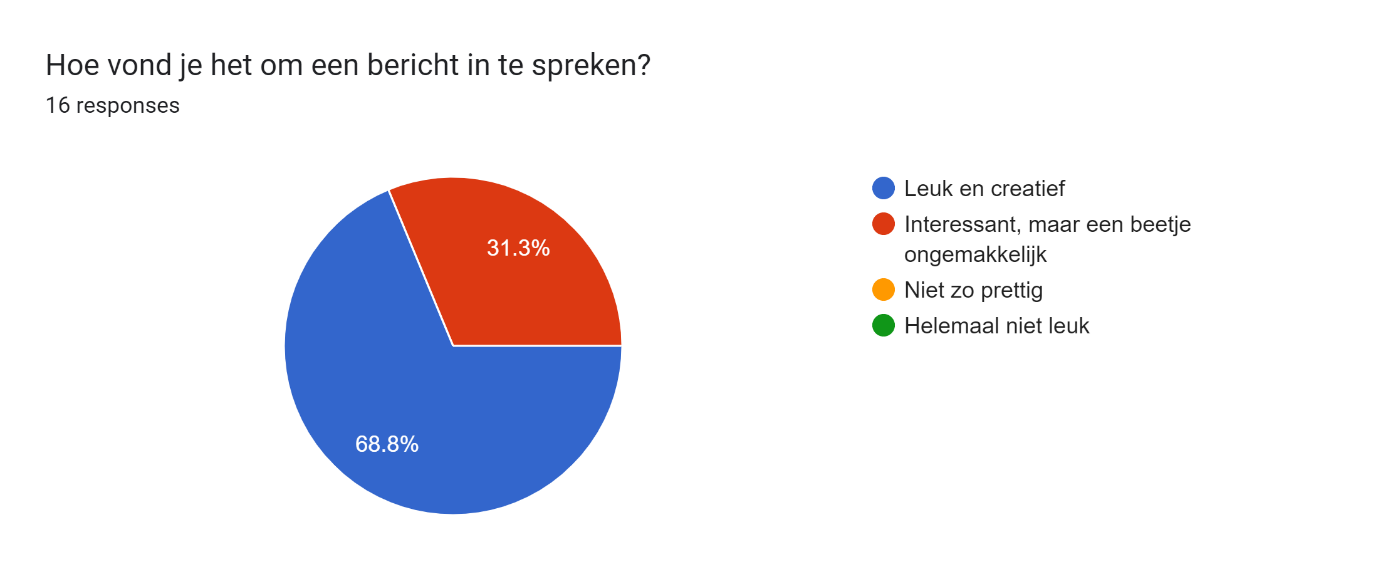 Hoe vond je het om een bericht in te spreken?
16 responses
31.3%
68.8%
Leuk en creatief
Interessant, maar een beetje
ongemakkelijk
Niet zo prettig
Helemaal niet leuk